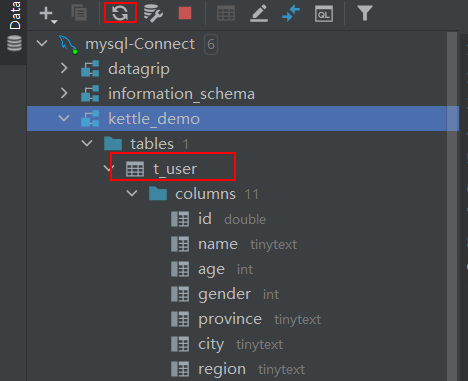 Data
QL
mysql-Connect 6
datagrip
information_schema
kettle_demo
tables 1
t_user
columns 11
id double
name tinytext
age int
gender int
province tinytext
city tinytext
region tinytext